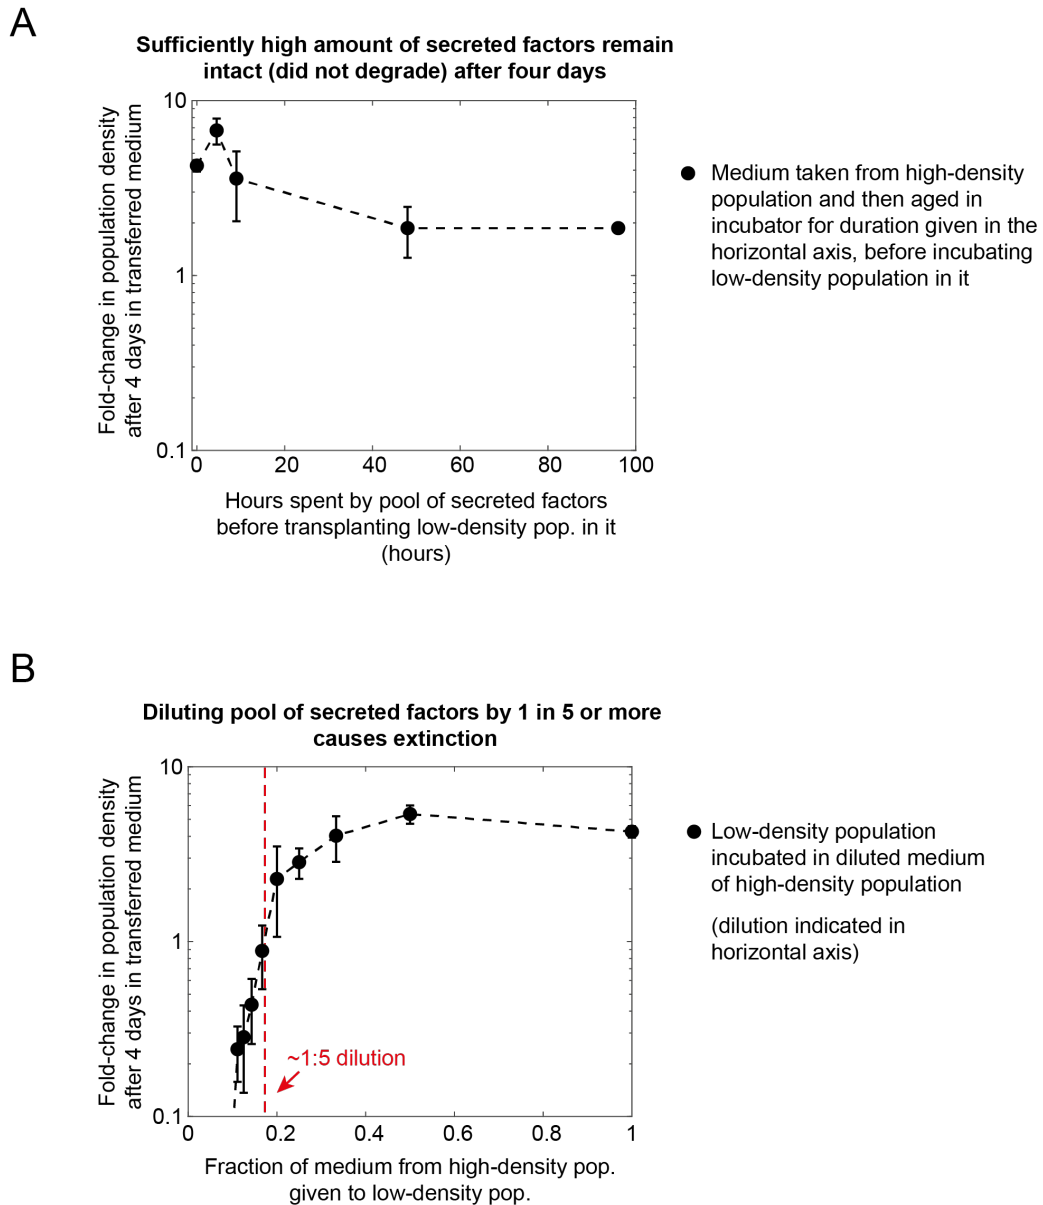 A
Sufficiently high amount of secreted factors remain
intact (did not degrade) after four days
Fold-change in population density
after 4 days in transferred medium
10
1
0.1
0 20 40 60 80 100
Hours spent by pool of secreted factors
before transplanting low-density pop. in it
(hours)
Medium taken from high-density
population and then aged in
incubator for duration given in the
horizontal axis, before incubating
low-density population in it
B
Diluting pool of secreted factors by 1 in 5 or more
causes extinction
Fold-change in population density
after 4 days in transferred medium
10
1
0.1
~1:5 dilution
0 0.2 0.4 0.6 0.8 1
Fraction of medium from high-density pop.
given to low-density pop.
Low-density population
incubated in diluted medium
of high-density population
(dilution indicated in
horizontal axis)